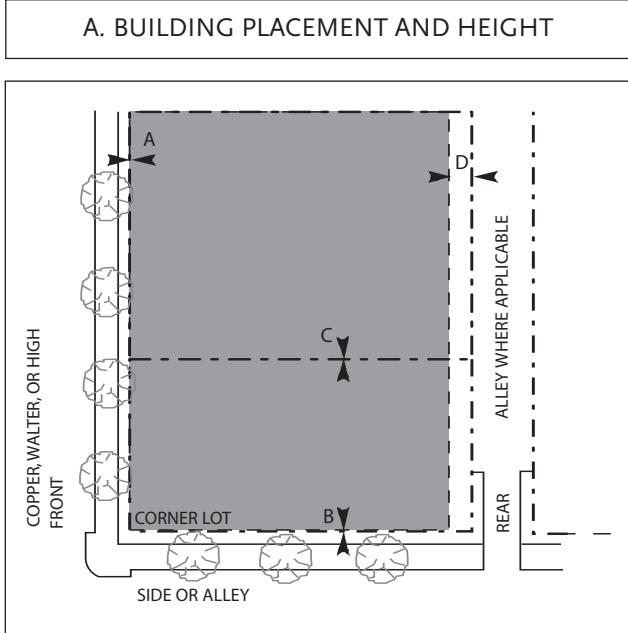 A. BUILDING PLACEMENT AND HEIGHT
A
D
ALLEY WHERE APPLICABLE
C
COPPER, WALTER, OR HIGH
FRONT
CORNER LOT
B
REAR
SIDE OR ALLEY